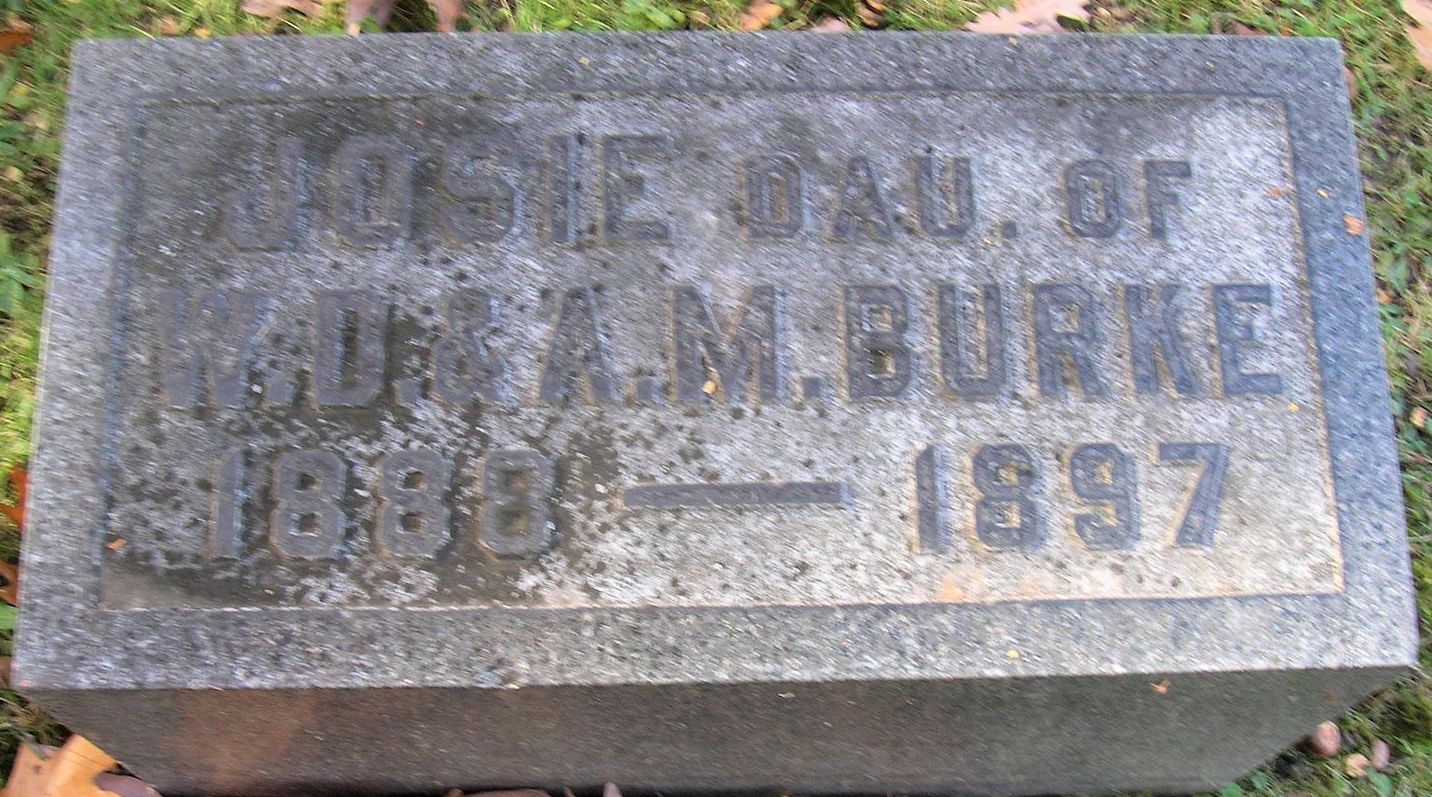 JOSIE DAU. OF
W.D. & A.M. BURKE
1888 — 1897